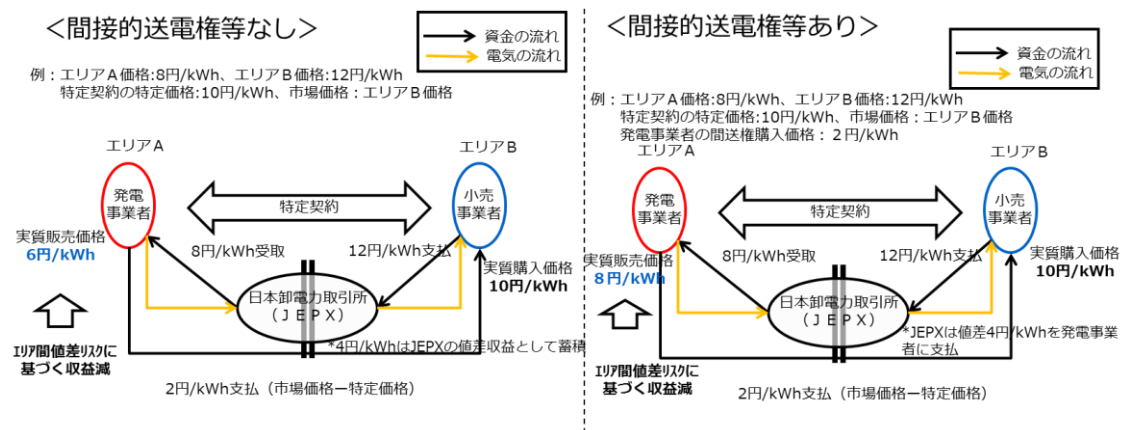 ＜間接的送電権等なし＞
資金の流れ
電気の流れ
例：エリアＡ価格:8円/kWh、エリアＢ価格:12円/kWh
特定契約の特定価格:10円/kWh、市場価格：エリアＢ価格
エリアＡ
エリアＢ
発電
事業者
小売
事業者
特定契約
実質販売価格
6円/kWh
8円/kWh受取
12円/kWh支払
実質購入価格
10円/kWh
日本卸電力取引所
（ＪＥＰＸ）
*4円/kWhはJEPXの値差収益として蓄積
ｴﾘｱ間値差ﾘｽｸに
基づく収益減
2円/kWh支払（市場価格ー特定価格）
＜間接的送電権等あり＞
資金の流れ
電気の流れ
例：エリアＡ価格:8円/kWh、エリアＢ価格:12円/kWh
特定契約の特定価格:10円/kWh、市場価格：エリアＢ価格
発電事業者の間送権購入価格：２円/kWh
エリアＡ
エリアＢ
発電
事業者
小売
事業者
特定契約
実質販売価格
８円/kWh
8円/kWh受取
12円/kWh支払
実質購入価格
10円/kWh
日本卸電力取引所
（ＪＥＰＸ）
*JEPXは値差4円/kWhを発電事業
者に支払
ｴﾘｱ間値差ﾘｽｸに
基づく収益減
2円/kWh支払（市場価格ー特定価格）